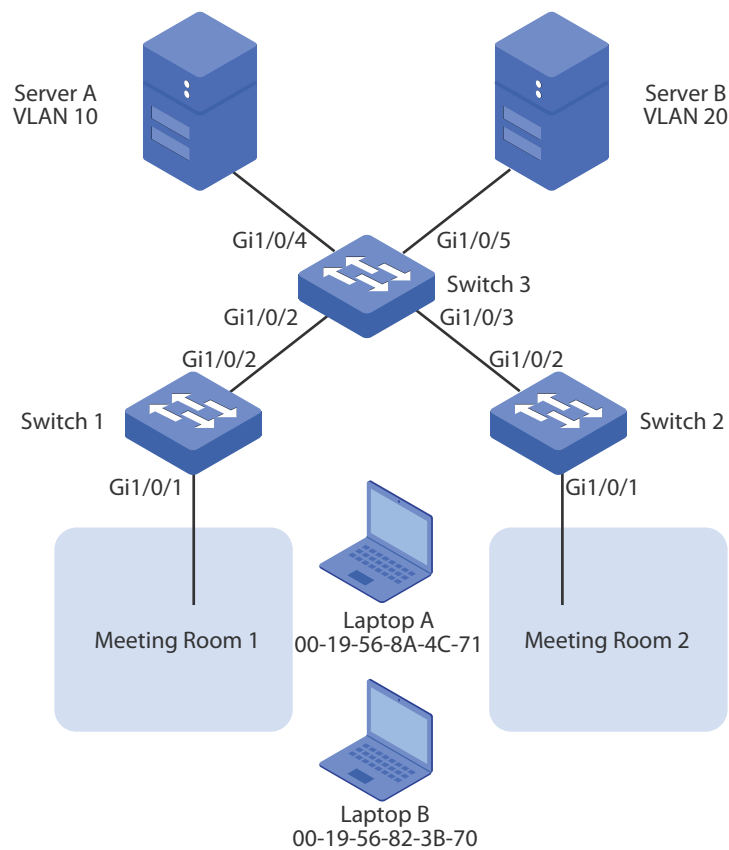 Server A
VLAN 10
Server B
VLAN 20
Gi1/0/4
Gi1/0/5
Switch 3
Gi1/0/2
Gi1/0/3
Gi1/0/2
Gi1/0/2
Switch 1
Switch 2
Gi1/0/1
Gi1/0/1
Laptop A
00-19-56-8A-4C-71
Meeting Room 1
Meeting Room 2
Laptop B
00-19-56-82-3B-70